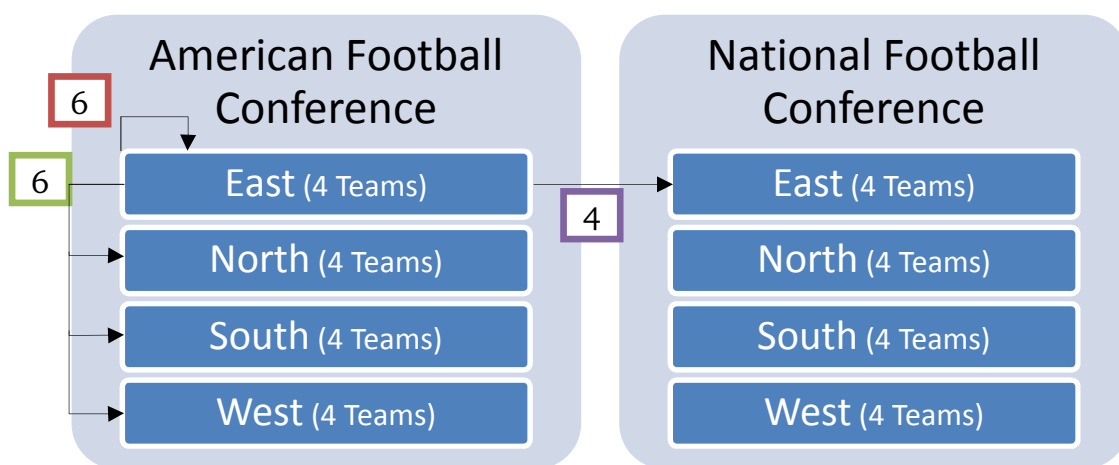 American Football
Conference
6
6
East (4 Teams)
4
North (4 Teams)
South (4 Teams)
West (4 Teams)
National Football
Conference
East (4 Teams)
North (4 Teams)
South (4 Teams)
West (4 Teams)